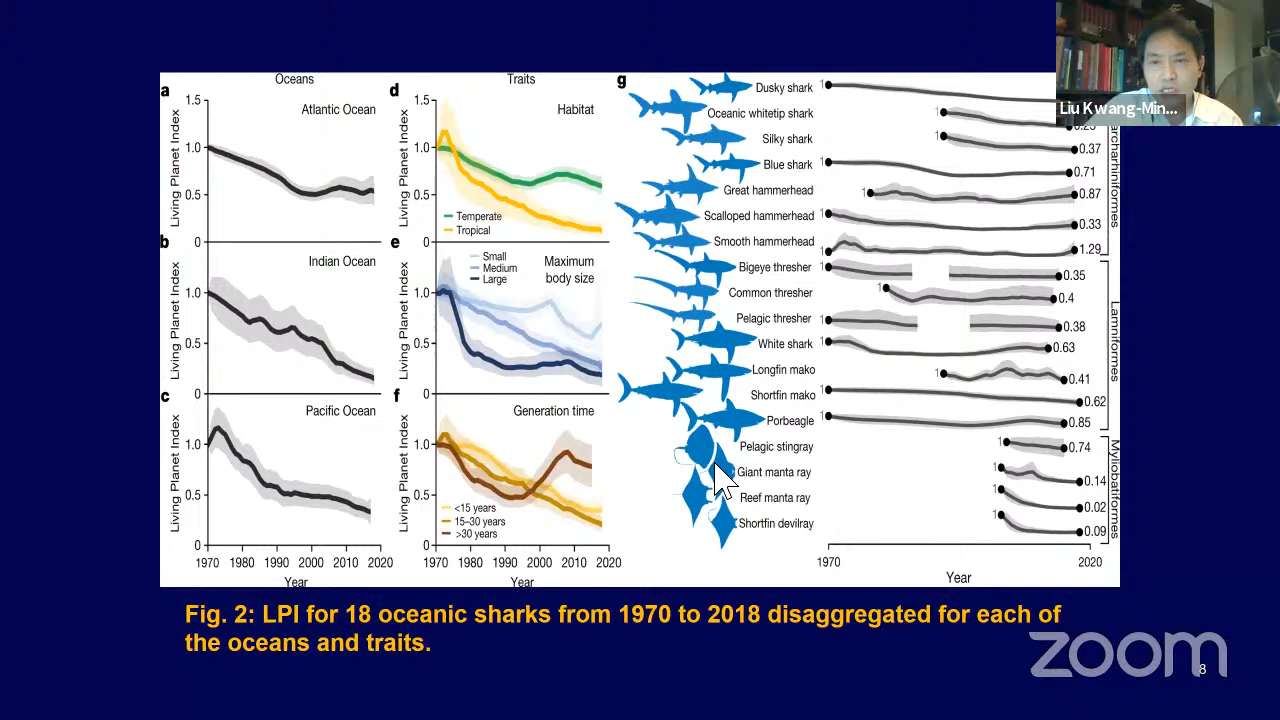 Oceans
a
1.5
1.0
0.5
0
Living Planet Index
Atlantic Ocean
b
1.0
0.5
0
Living Planet Index
Indian Ocean
c
1.0
0.5
0
Living Planet Index
Pacific Ocean
1970 1980 1990 2000 2010 2020
Year
Traits
d
1.5
1.0
0.5
0
Living Planet Index
Habitat
Temperate
Tropical
e
1.0
0.5
0
Living Planet Index
Small
Medium
Large
Maximum
body size
f
1.0
0.5
0
Living Planet Index
Generation time
<15 years
15–30 years
>30 years
1970 1980 1990 2000 2010 2020
Year
g
Dusky shark 1
Oceanic whitetip shark 1
Silky shark 1 0.37
Blue shark 1 0.71
Great hammerhead 1 0.87
Scalloped hammerhead 1 0.33
Smooth hammerhead 1 1.29
Bigeye thresher 1 0.35
Common thresher 1 0.4
Pelagic thresher 1 0.38
White shark 1 0.63
Longfin mako 1 0.41
Shortfin mako 1 0.62
Porbeagle 1 0.85
Pelagic stingray 1 0.74
Giant manta ray 1 0.14
Reef manta ray 1 0.02
Shortfin devilray 1 0.09
Lamniformes
Myliobatiformes
1970 2020
Year
Liu Kwang-Min...
Fig. 2: LPI for 18 oceanic sharks from 1970 to 2018 disaggregated for each of
the oceans and traits.
zoom
8